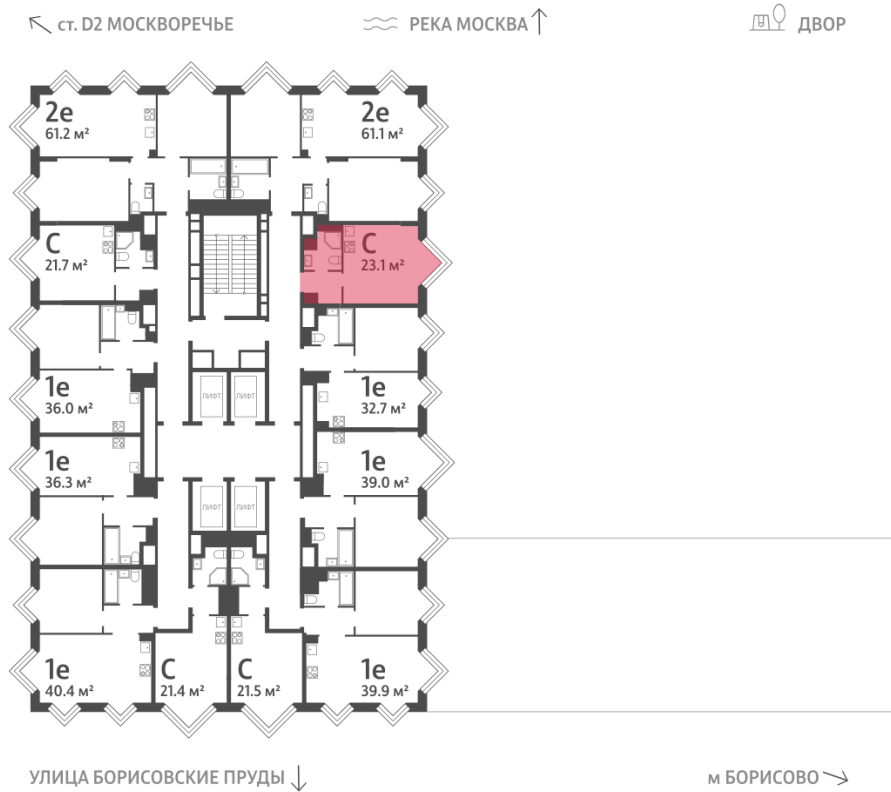 ст. D2 МОСКВОРЕЧЬЕ
РЕКА МОСКВА
ДВОР
2е
61.2 м²
2е
61.1 м²
С
21.7 м²
С
23.1 м²
1е
36.0 м²
ЛИФТ
ЛИФТ
1е
32.7 м²
1е
36.3 м²
1е
39.0 м²
ЛИФТ
ЛИФТ
1е
40.4 м²
С
21.4 м²
С
21.5 м²
1е
39.9 м²
УЛИЦА БОРИСОВСКИЕ ПРУДЫ
м БОРИСОВО